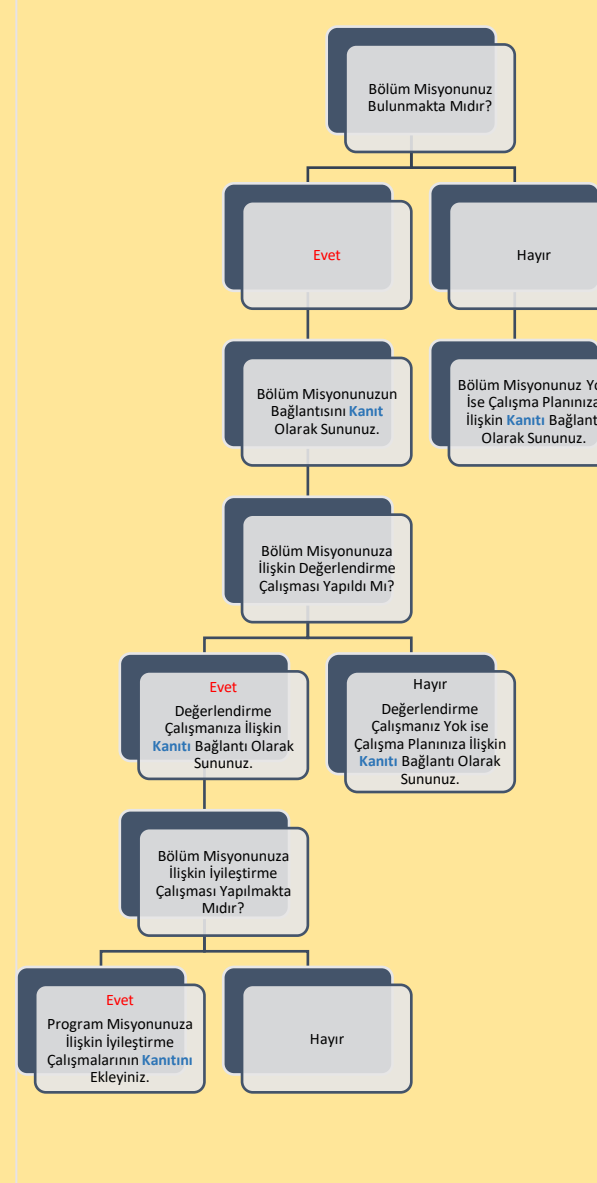 Bölüm Misyonunuz
Bulunmakta Mıdır?
Evet
Hayır
Bölüm Misyonunuzun
Bağlantısını Kanıt
Olarak Sununuz.
Bölüm Misyonunuz
İse Çalışma Planınıza
İlişkin Kanıtı
Olarak Sununuz.
Bölüm Misyonunuza
İlişkin Değerlendirme
Çalışması Yapıldı Mı?
Evet
Değerlendirme
Çalışmanıza İlişkin
Kanıtı Bağlantı Olarak
Sununuz.
Hayır
Değerlendirme
Çalışmanız Yok ise
Çalışma Planınıza İlişkin
Kanıtı Bağlantı Olarak
Sununuz.
Bölüm Misyonunuza
İlişkin İyileştirme
Çalışması Yapılmakta
Mıdır?
Evet
Program Misyonunuza
İlişkin İyileştirme
Çalışmalarının Kanıtını
Ekleyiniz.
Hayır